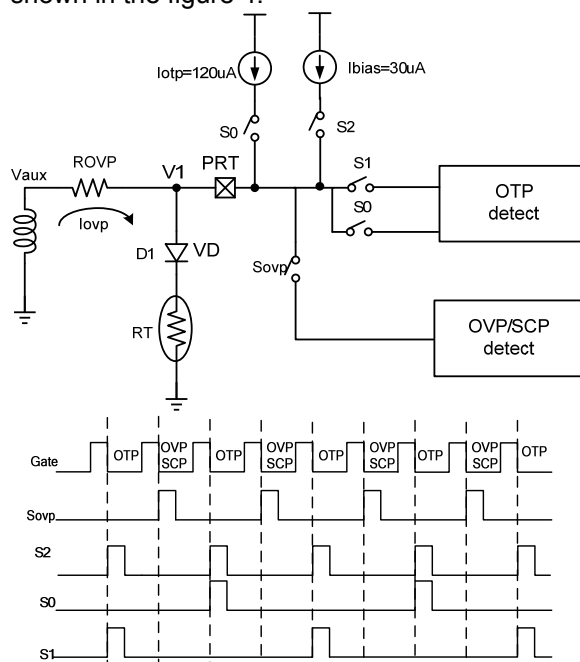 shown in the figure 4.
Iotp=120uA
Ibias=30uA
S0
S2
Vaux
ROVP
V1
PRT
S1
S0
OTP
detect
Iovp
D1
VD
Sovp
RT
OVP/SCP
detect
Gate
OTP
OVP
SCP
OTP
OVP
SCP
OTP
OVP
SCP
OTP
OVP
SCP
OTP
Sovp
S2
S0
S1